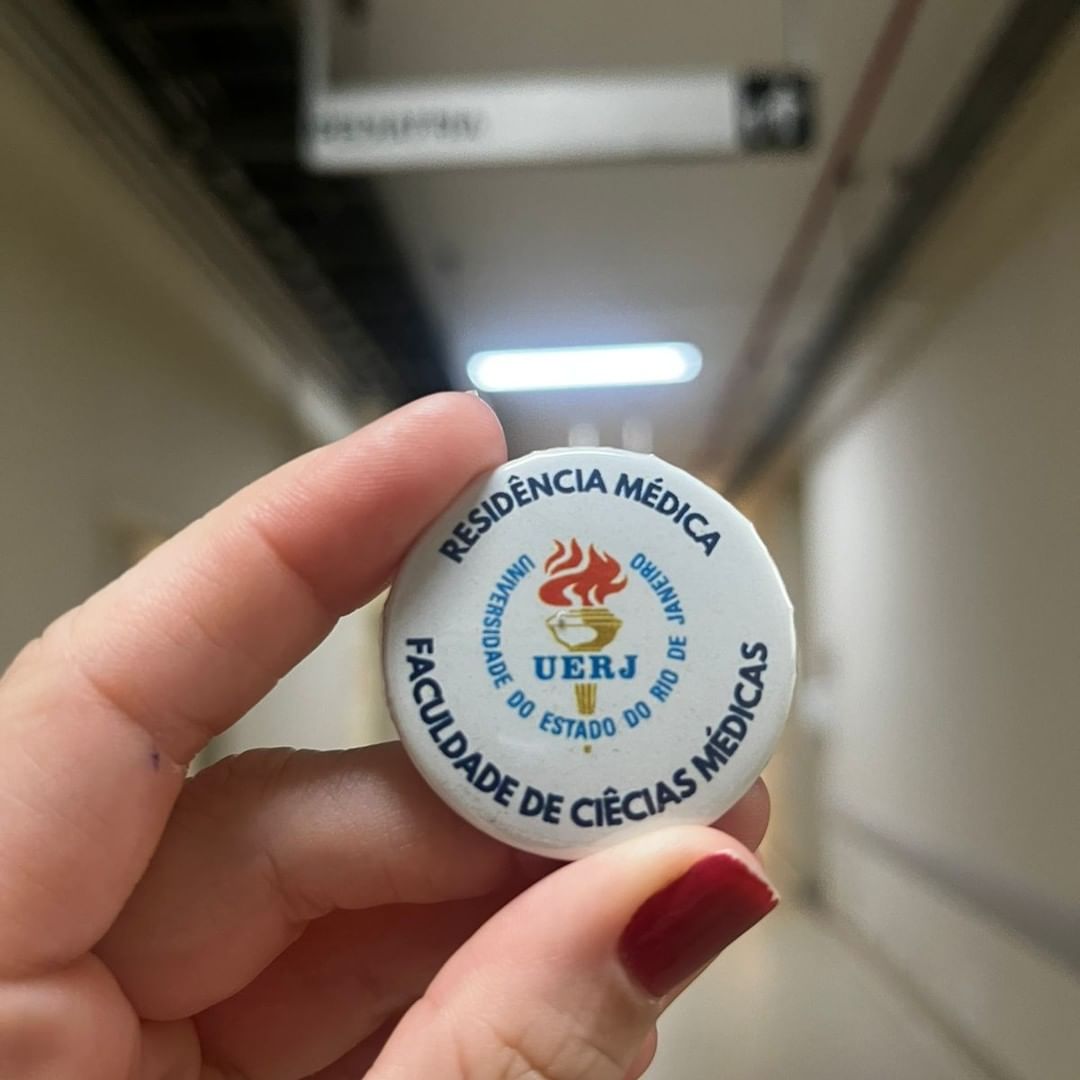 RESIDÊNCIA MÉDICA
UNIVERSIDADE DO ESTADO DO RIO DE JANEIRO
UERJ
FACULDADE DE CIÊCIAS MÉDICAS